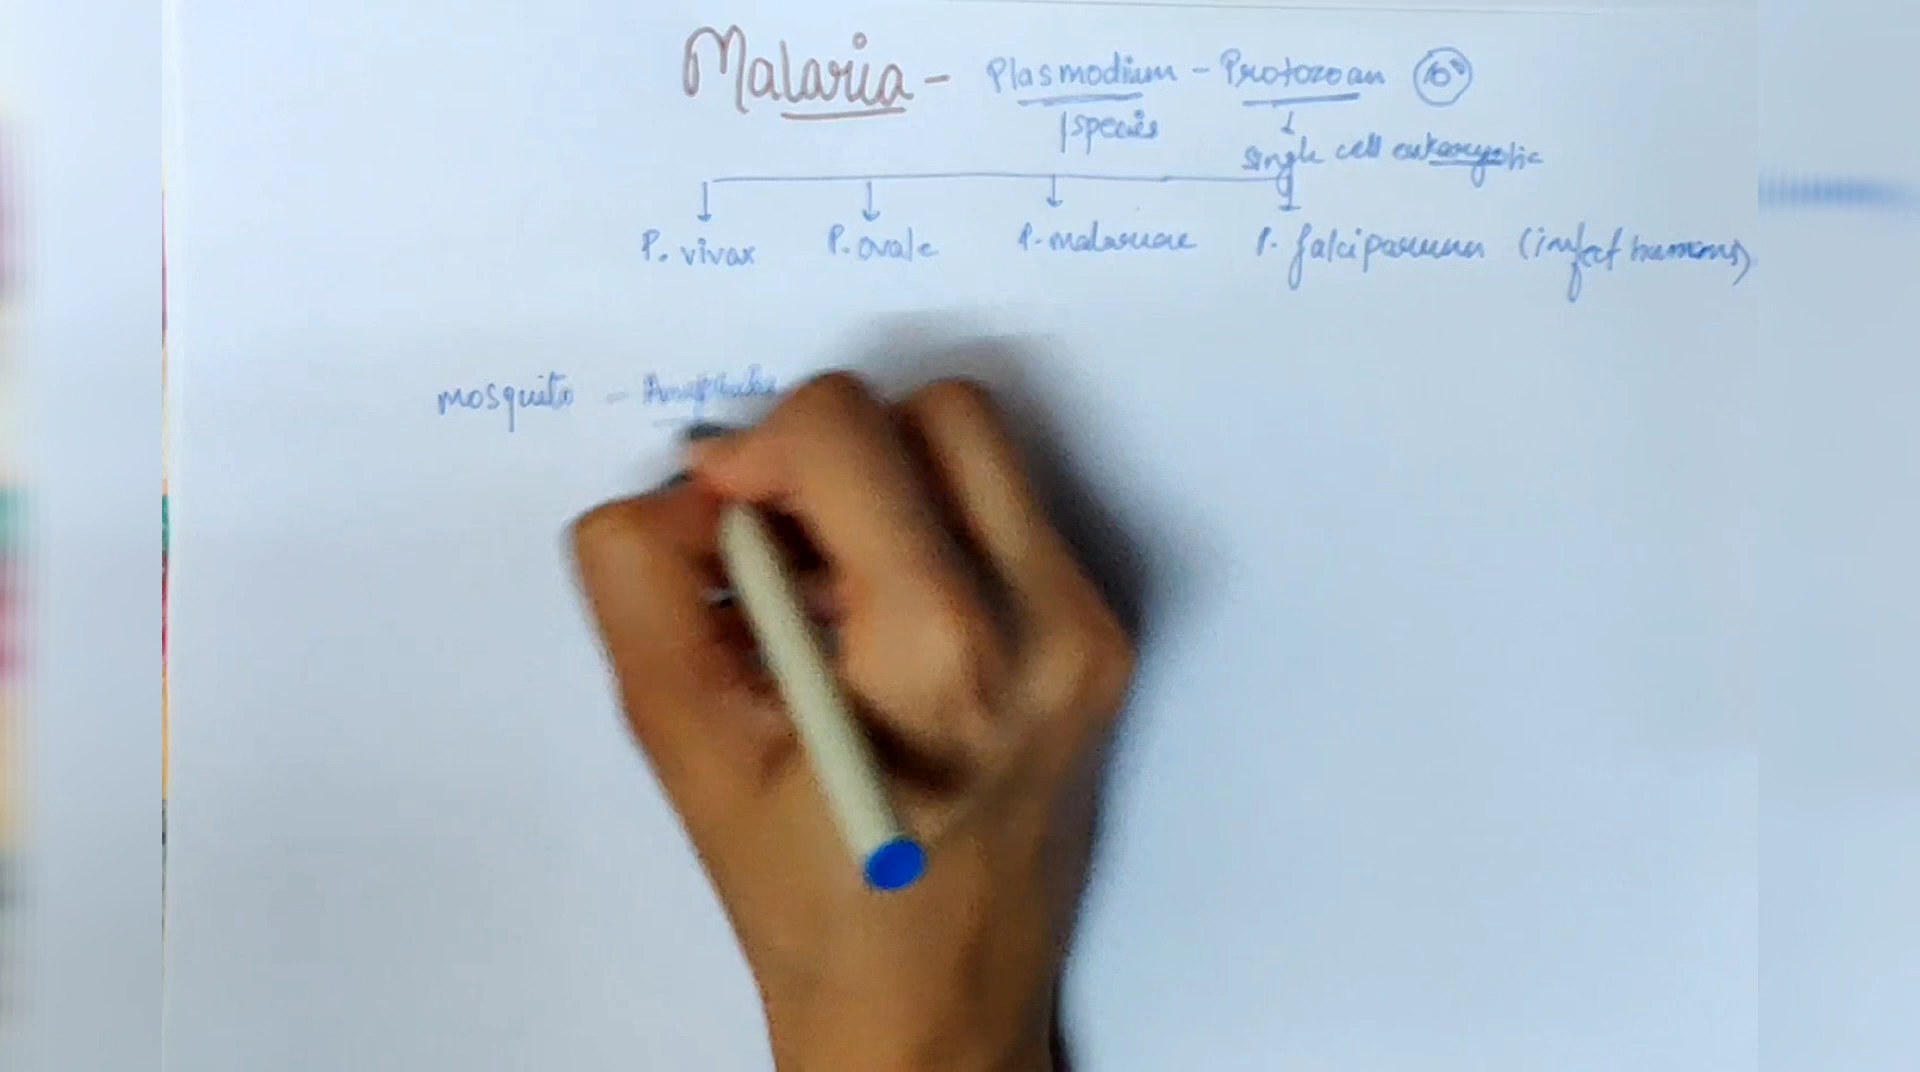 Malaria - Plasmodium - Protozoan
species
single cell eukaryotic
P. vivax P. ovale P. malariae P. falciparum (infect humans)
mosquito -